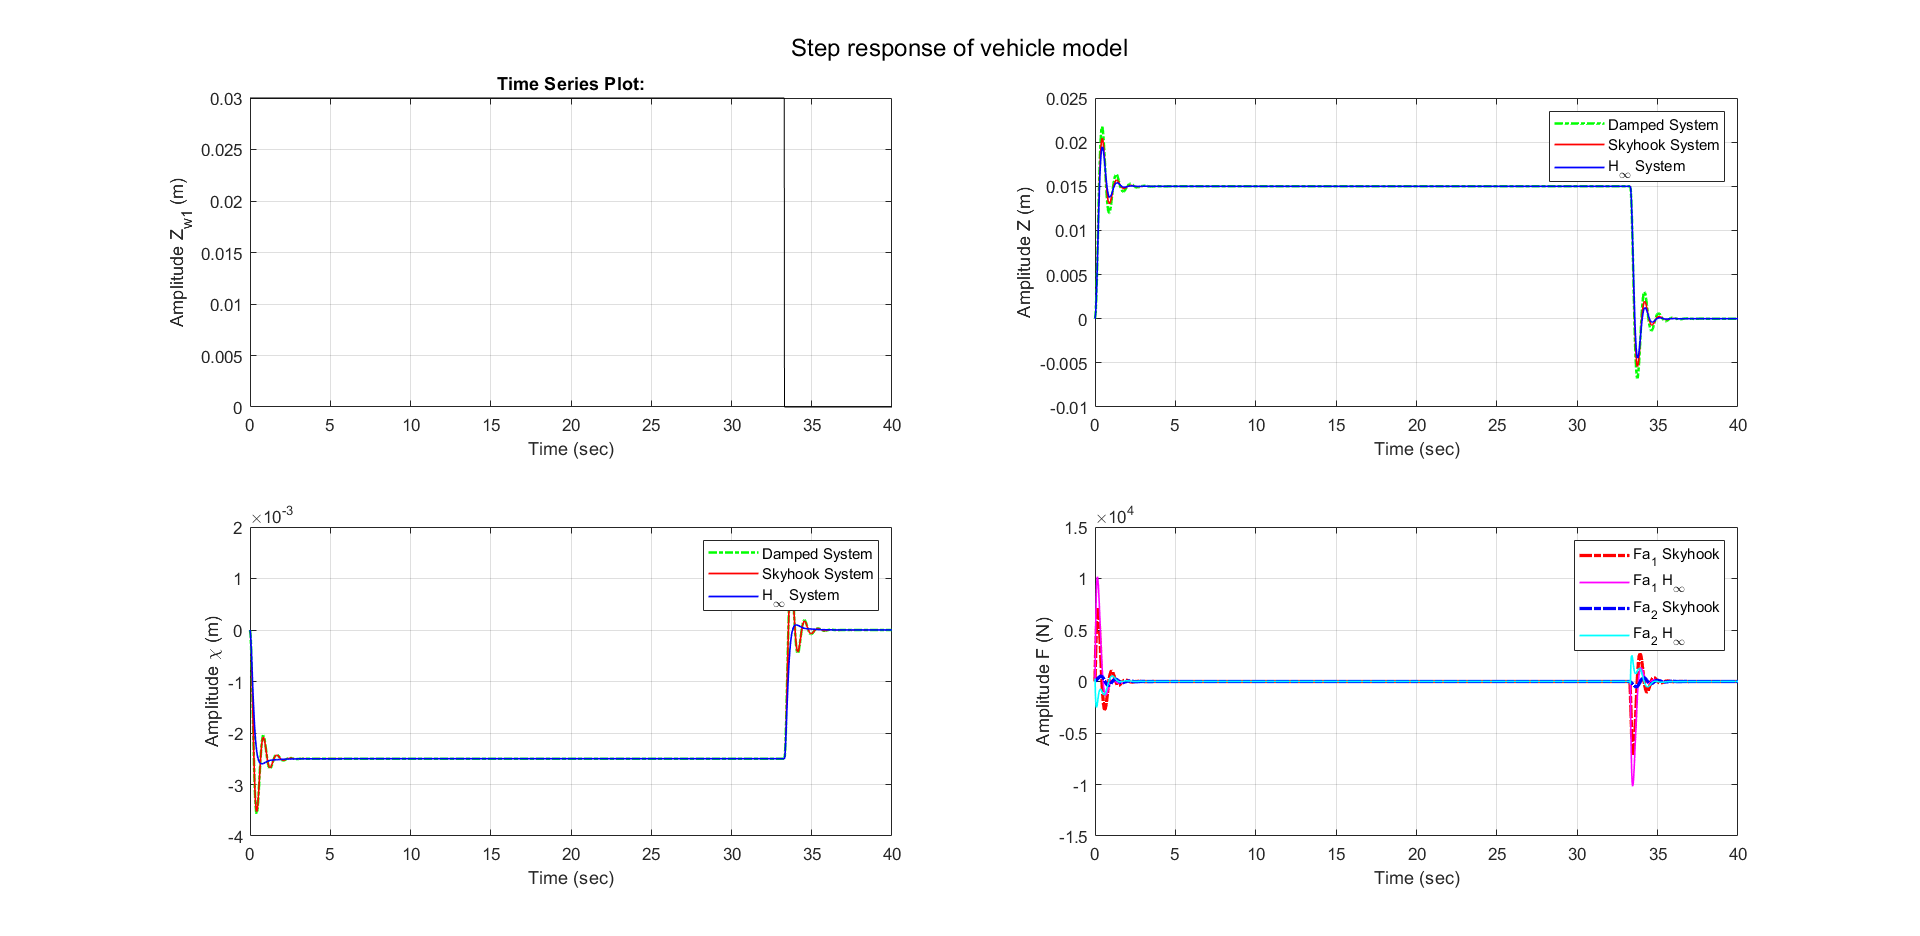 Step response of vehicle model
Time Series Plot:
0.03
0.025
0.02
0.015
0.01
0.005
0
Amplitude Z_w1 (m)
0 5 10 15 20 25 30 35 40
Time (sec)
0.025
0.02
0.015
0.01
0.005
0
-0.005
-0.01
Amplitude Z (m)
Damped System
Skyhook System
H_∞ System
0 5 10 15 20 25 30 35 40
Time (sec)
×10^-3
2
1
0
-1
-2
-3
-4
Amplitude χ (m)
Damped System
Skyhook System
H_∞ System
0 5 10 15 20 25 30 35 40
Time (sec)
×10^4
1.5
1
0.5
0
-0.5
-1
-1.5
Amplitude F (N)
Fa_1 Skyhook
Fa_1 H_∞
Fa_2 Skyhook
Fa_2 H_∞
0 5 10 15 20 25 30 35 40
Time (sec)